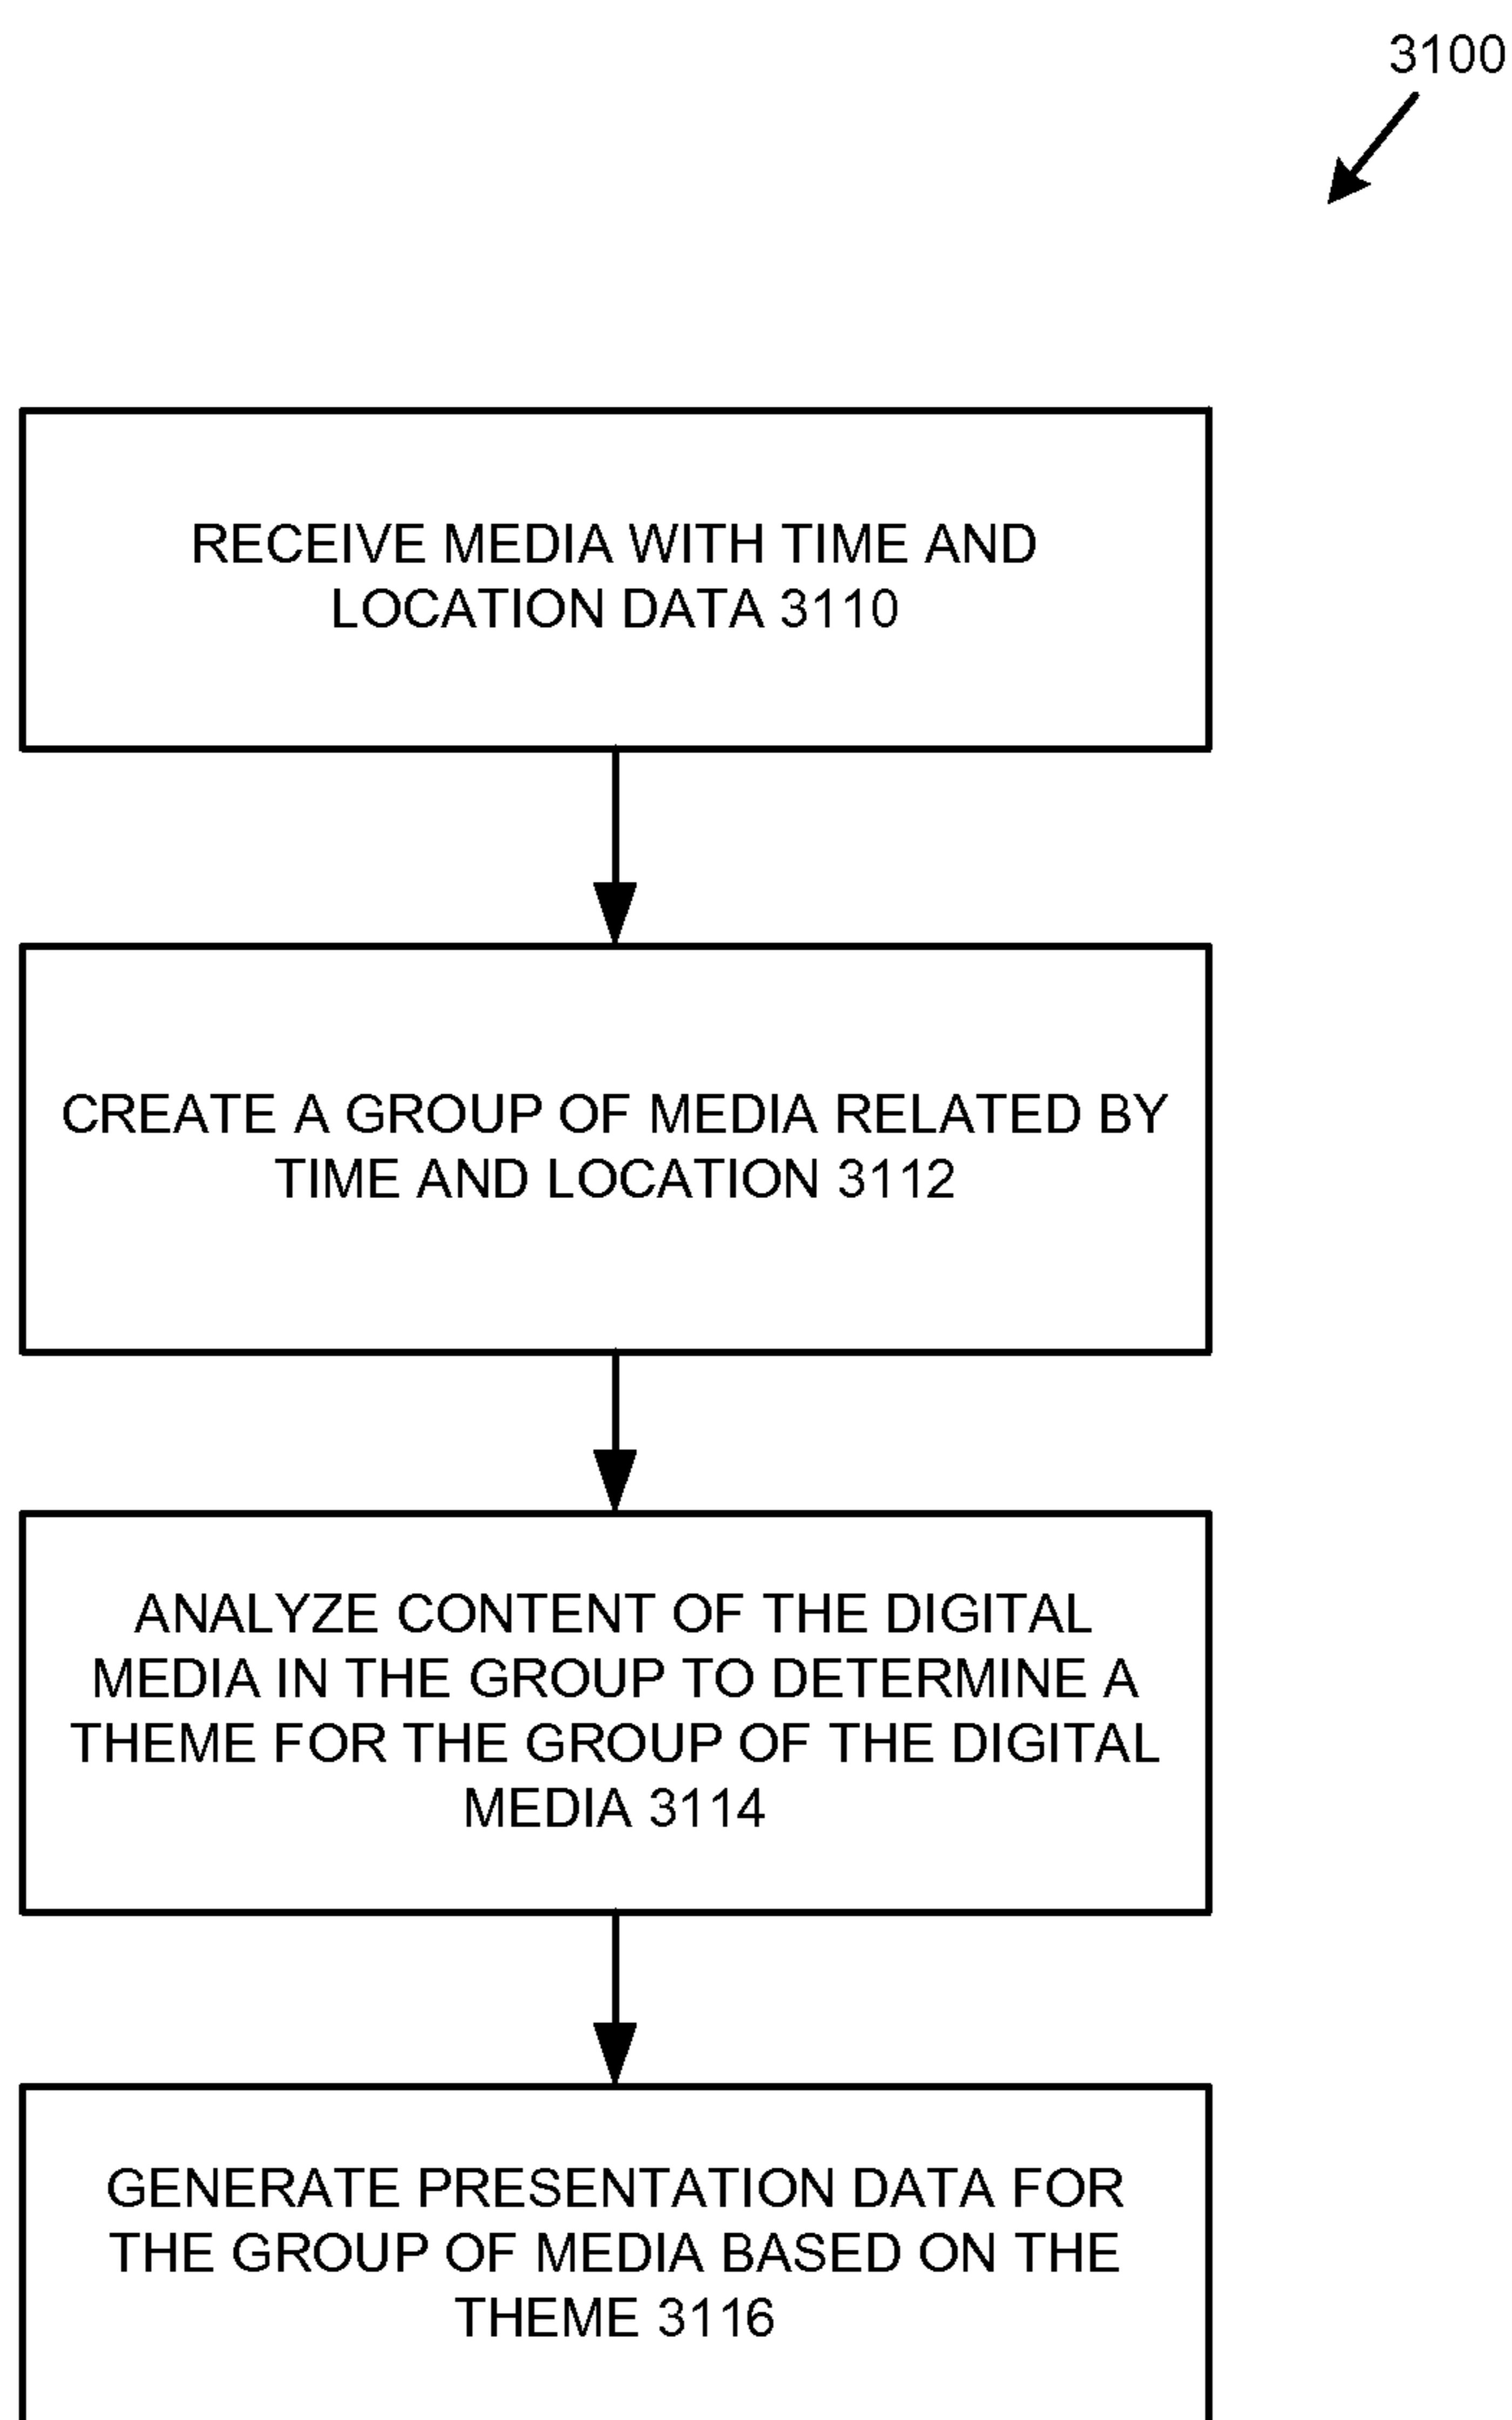 3100
RECEIVE MEDIA WITH TIME AND
LOCATION DATA 3110
CREATE A GROUP OF MEDIA RELATED BY
TIME AND LOCATION 3112
ANALYZE CONTENT OF THE DIGITAL
MEDIA IN THE GROUP TO DETERMINE A
THEME FOR THE GROUP OF THE DIGITAL
MEDIA 3114
GENERATE PRESENTATION DATA FOR
THE GROUP OF MEDIA BASED ON THE
THEME 3116